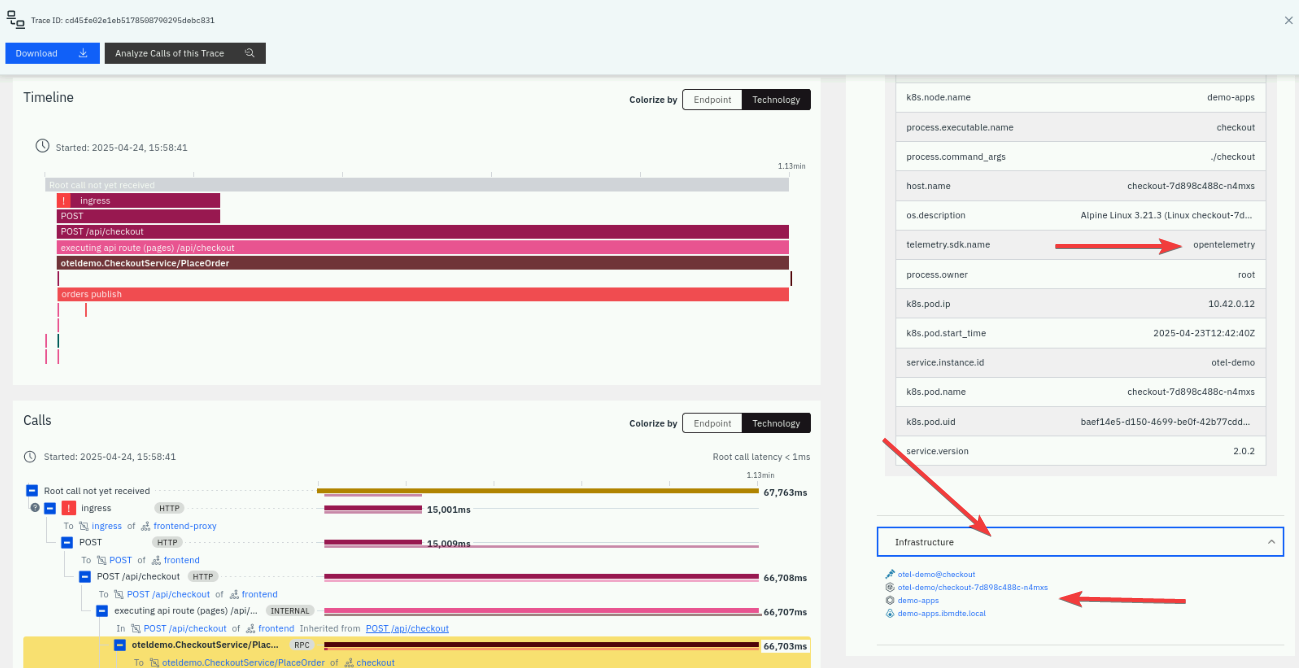 Trace ID: cd45fe02e1eb5178508790295debc831
Download
Analyze Calls of this Trace
Timeline
Colorize by Endpoint Technology
Started: 2025-04-24, 15:58:41
1.13min
Root call not yet received
! ingress
POST
POST /api/checkout
executing api route (pages) /api/checkout
oteldemo.CheckoutService/PlaceOrder
orders publish
Calls
Colorize by Endpoint Technology
Started: 2025-04-24, 15:58:41
Root call latency < 1ms
1.13min
Root call not yet received 67,763ms
? ! ingress HTTP 15,001ms
To ingress of frontend-proxy
POST HTTP 15,009ms
To POST of frontend
POST /api/checkout HTTP 66,708ms
To POST /api/checkout of frontend
executing api route (pages) /api/... INTERNAL 66,707ms
In POST /api/checkout of frontend Inherited from POST /api/checkout
oteldemo.CheckoutService/Plac... RPC 66,703ms
To oteldemo.CheckoutService/PlaceOrder of checkout
k8s.node.name demo-apps
process.executable.name checkout
process.command_args ./checkout
host.name checkout-7d898c488c-n4mxs
os.description Alpine Linux 3.21.3 (Linux checkout-7d...
telemetry.sdk.name opentelemetry
process.owner root
k8s.pod.ip 10.42.0.12
k8s.pod.start_time 2025-04-23T12:42:40Z
service.instance.id otel-demo
k8s.pod.name checkout-7d898c488c-n4mxs
k8s.pod.uid baef14e5-d150-4699-be0f-42b77cdd...
service.version 2.0.2
Infrastructure
otel-demo@checkout
otel-demo/checkout-7d898c488c-n4mxs
demo-apps
demo-apps.ibmdte.local